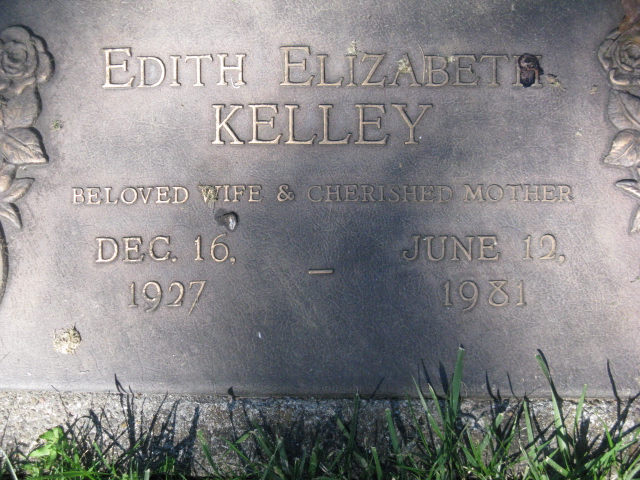 EDITH ELIZABETH
KELLEY
BELOVED WIFE & CHERISHED MOTHER
DEC. 16, JUNE 12,
1927 – 1981